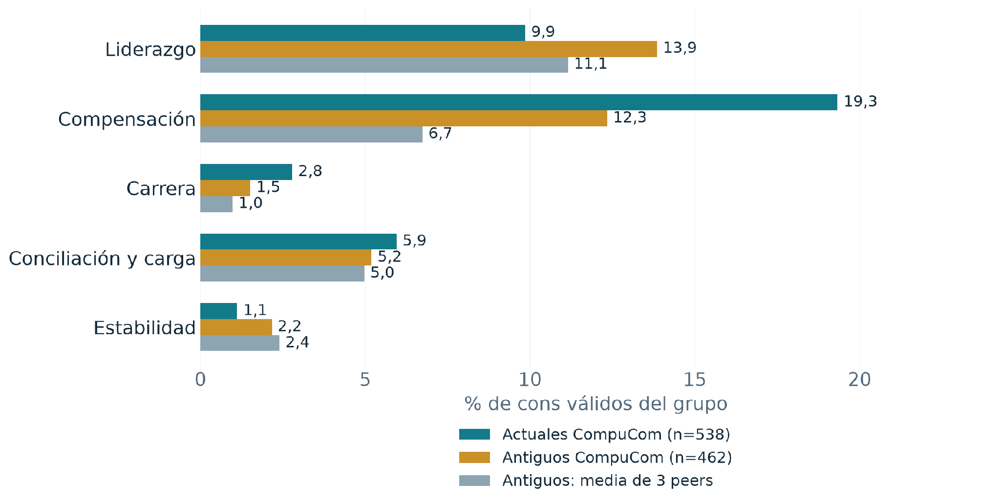 Liderazgo
9,9
13,9
11,1
Compensación
19,3
12,3
6,7
Carrera
2,8
1,5
1,0
Conciliación y carga
5,9
5,2
5,0
Estabilidad
1,1
2,2
2,4
0 5 10 15 20
% de cons válidos del grupo
Actuales CompuCom (n=538)
Antiguos CompuCom (n=462)
Antiguos: media de 3 peers